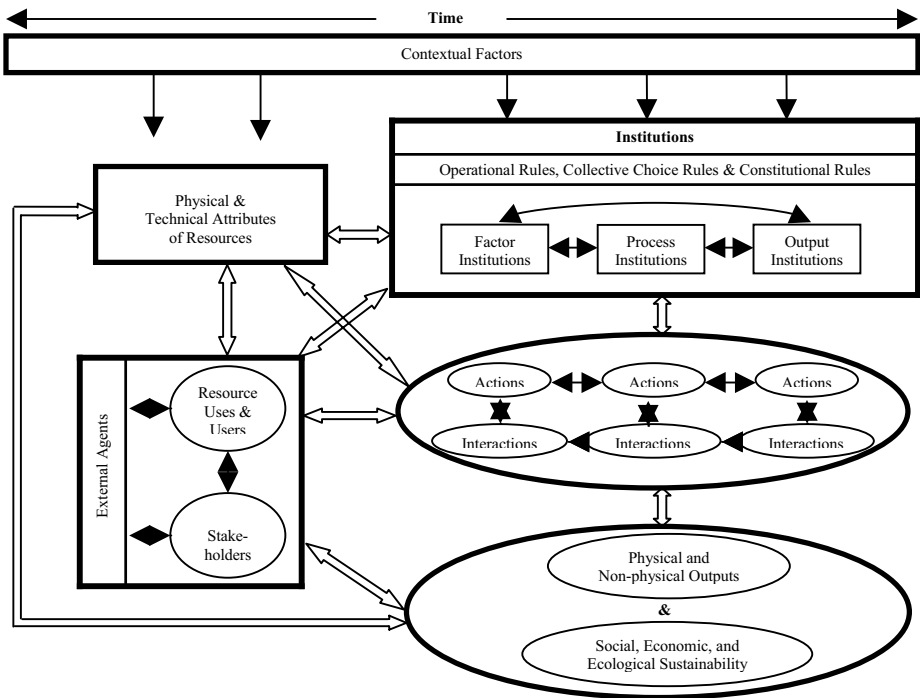 Time
Contextual Factors
Institutions
Operational Rules, Collective Choice Rules & Constitutional Rules
Factor
Institutions
Process
Institutions
Output
Institutions
Physical &
Technical Attributes
of Resources
External Agents
Resource
Uses &
Users
Stake-
holders
Actions
Actions
Actions
Interactions
Interactions
Interactions
Physical and
Non-physical Outputs
&
Social, Economic, and
Ecological Sustainability